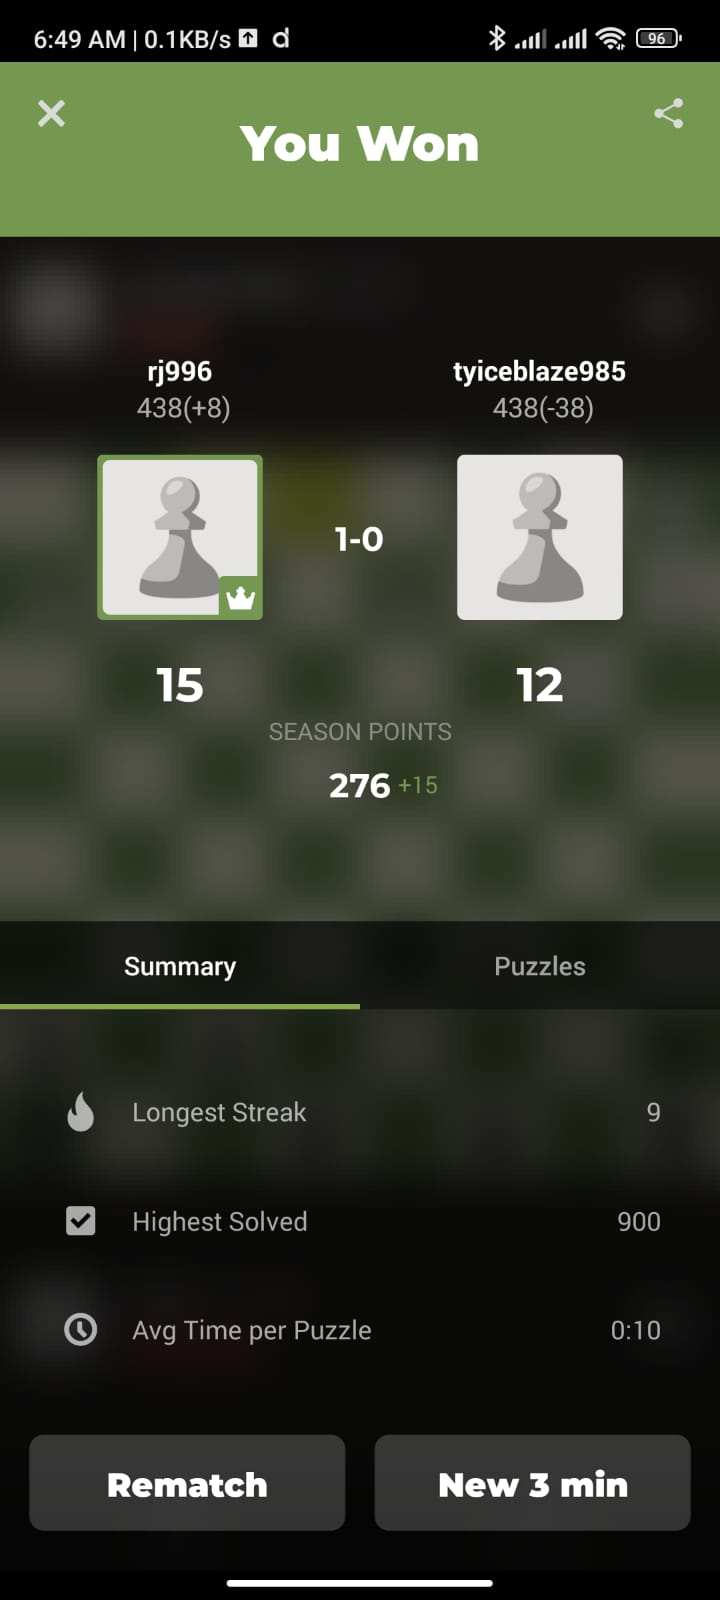 6:49 AM | 0.1KB/s d 96
You Won
rj996 tyiceblaze985
438(+8) 438(-38)
1-0
15 12
SEASON POINTS
276 +15
Summary Puzzles
Longest Streak 9
Highest Solved 900
Avg Time per Puzzle 0:10
Rematch New 3 min